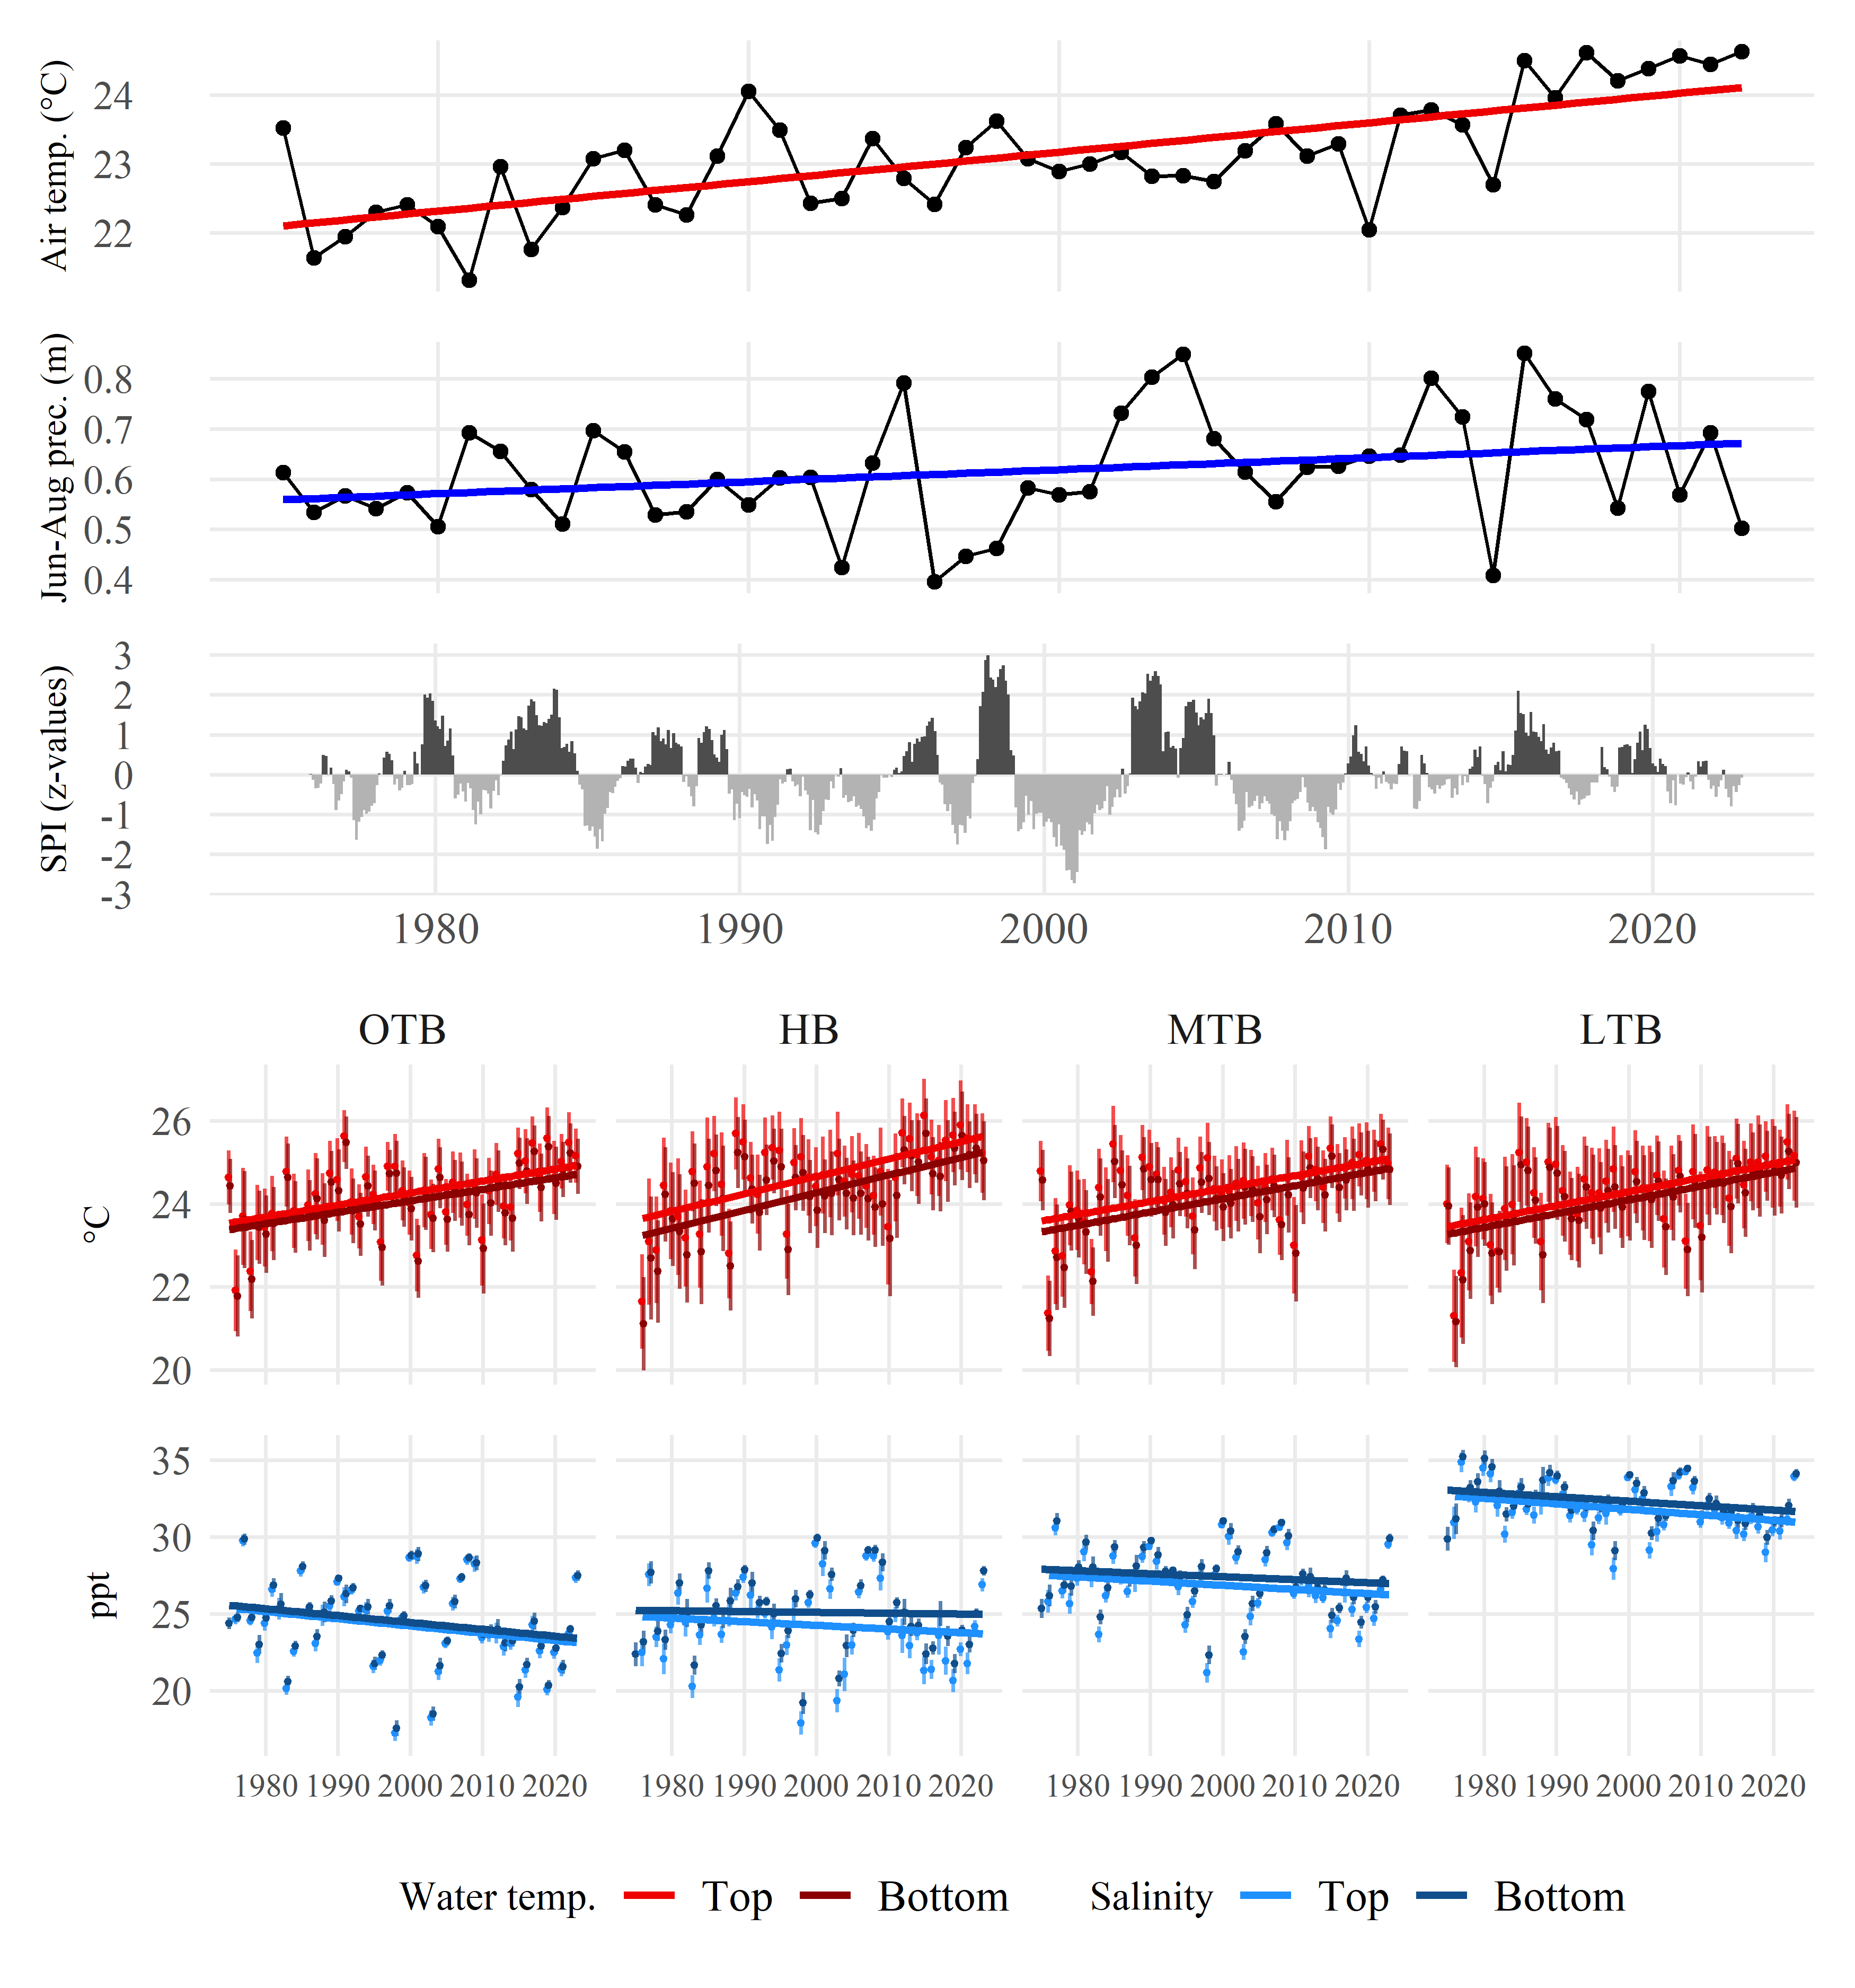 Air temp. (°C)
24
23
22
Jun-Aug prec. (m)
0.8
0.7
0.6
0.5
0.4
SPI (z-values)
3
2
1
0
-1
-2
-3
1980 1990 2000 2010 2020
OTB HB MTB LTB
°C
26
24
22
20
ppt
35
30
25
20
1980 1990 2000 2010 2020 1980 1990 2000 2010 2020 1980 1990 2000 2010 2020 1980 1990 2000 2010 2020
Water temp. Top Bottom Salinity Top Bottom